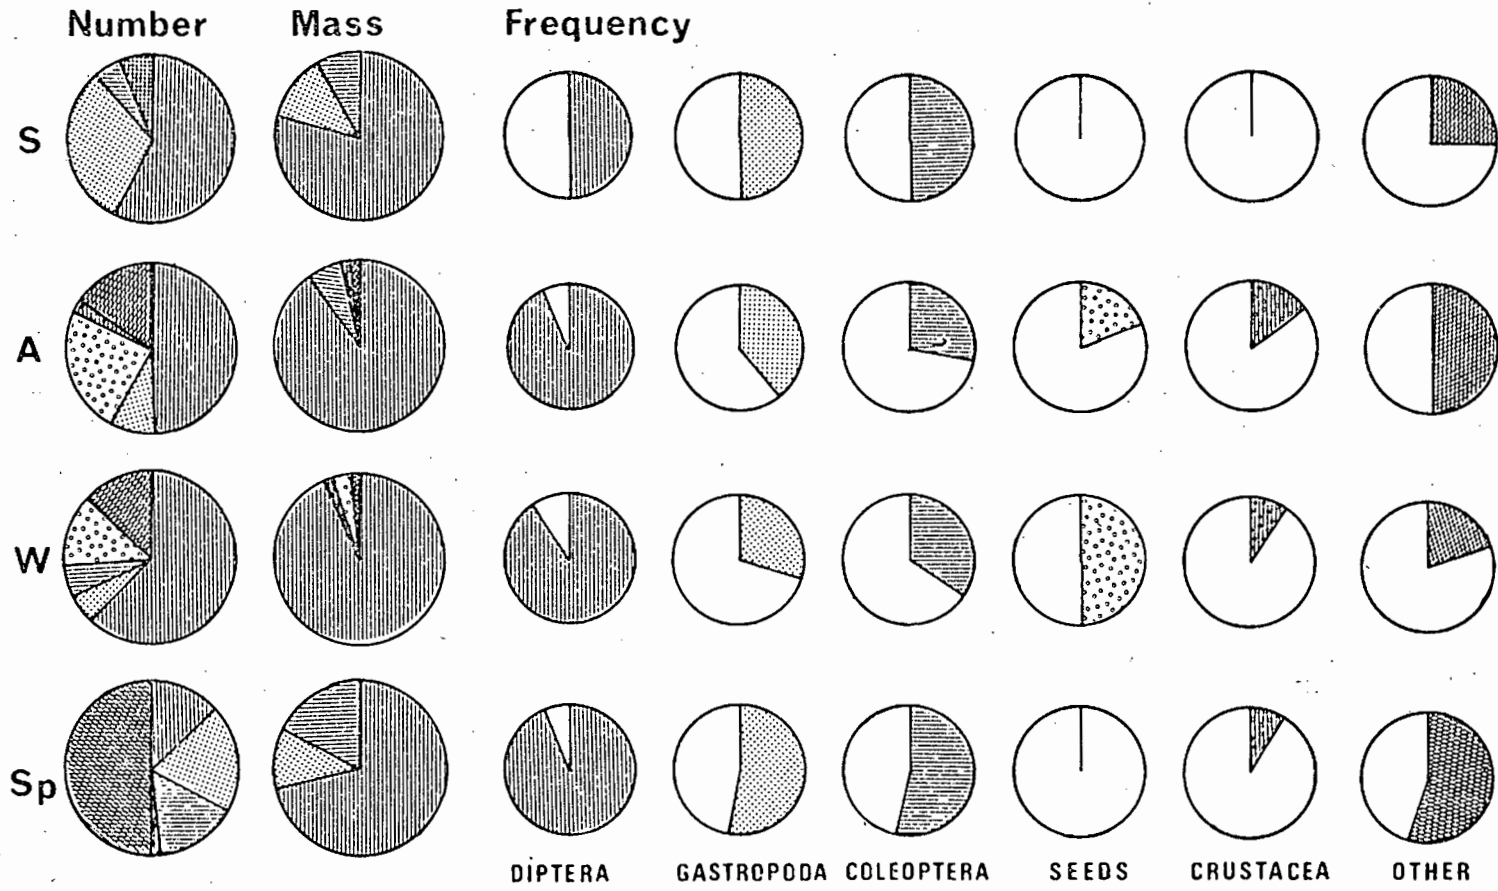 Number Mass Frequency
S
A
W
Sp
DIPTERA GASTROPODA COLEOPTERA SEEDS CRUSTACEA OTHER